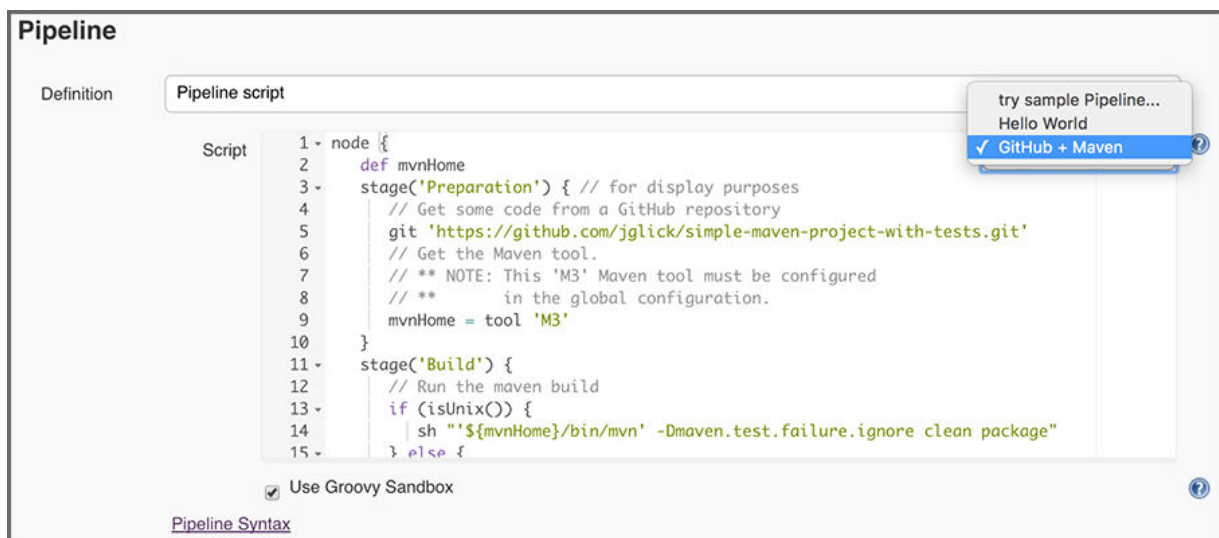 Pipeline
Definition
Pipeline script
try sample Pipeline...
Hello World
✓ GitHub + Maven
Script
1 node {
2 def mvnHome
3 stage('Preparation') { // for display purposes
4 // Get some code from a GitHub repository
5 git 'https://github.com/jglick/simple-maven-project-with-tests.git'
6 // Get the Maven tool.
7 // ** NOTE: This 'M3' Maven tool must be configured
8 // ** in the global configuration.
9 mvnHome = tool 'M3'
10 }
11 stage('Build') {
12 // Run the maven build
13 if (isUnix()) {
14 sh "'${mvnHome}/bin/mvn' -Dmaven.test.failure.ignore clean package"
15 } else {
Use Groovy Sandbox
Pipeline Syntax